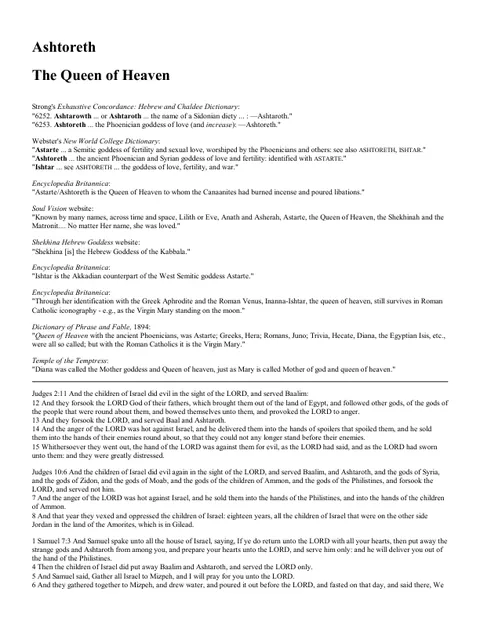 Ashtoreth
The Queen of Heaven
Strong's Exhaustive Concordance: Hebrew and Chaldee Dictionary:
"6252. Ashtarowth ... or Ashtaroth ... the name of a Sidonian diety ... : —Ashtaroth."
"6253. Ashtoreth ... the Phoenician goddess of love (and increase): —Ashtoreth."
Webster's New World College Dictionary:
"Astarte ... a Semitic goddess of fertility and sexual love, worshiped by the Phoenicians and others: see also ASHTORETH, ISHTAR."
"Ashtoreth ... the ancient Phoenician and Syrian goddess of love and fertility: identified with ASTARTE."
"Ishtar ... see ASHTORETH ... the goddess of love, fertility, and war."
Encyclopedia Britannica:
"Astarte/Ashtoreth is the Queen of Heaven to whom the Canaanites had burned incense and poured libations."
Soul Vision website:
"Known by many names, across time and space, Lilith or Eve, Anath and Asherah, Astarte, the Queen of Heaven, the Shekhinah and the
Matronit.... No matter Her name, she was loved."
Shekhina Hebrew Goddess website:
"Shekhina [is] the Hebrew Goddess of the Kabbala."
Encyclopedia Britannica:
"Ishtar is the Akkadian counterpart of the West Semitic goddess Astarte."
Encyclopedia Britannica:
"Through her identification with the Greek Aphrodite and the Roman Venus, Inanna-Ishtar, the queen of heaven, still survives in Roman
Catholic iconography - e.g., as the Virgin Mary standing on the moon."
Dictionary of Phrase and Fable, 1894:
"Queen of Heaven with the ancient Phoenicians, was Astarte; Greeks, Hera; Romans, Juno; Trivia, Hecate, Diana, the Egyptian Isis, etc.,
were all so called; but with the Roman Catholics it is the Virgin Mary."
Temple of the Temptress:
"Diana was called the Mother goddess and Queen of heaven, just as Mary is called Mother of god and queen of heaven."
Judges 2:11 And the children of Israel did evil in the sight of the LORD, and served Baalim:
12 And they forsook the LORD God of their fathers, which brought them out of the land of Egypt, and followed other gods, of the gods of
the people that were round about them, and bowed themselves unto them, and provoked the LORD to anger.
13 And they forsook the LORD, and served Baal and Ashtaroth.
14 And the anger of the LORD was hot against Israel, and he delivered them into the hands of spoilers that spoiled them, and he sold
them into the hands of their enemies round about, so that they could not any longer stand before their enemies.
15 Whithersoever they went out, the hand of the LORD was against them for evil, as the LORD had said, and as the LORD had sworn
unto them: and they were greatly distressed.
Judges 10:6 And the children of Israel did evil again in the sight of the LORD, and served Baalim, and Ashtaroth, and the gods of Syria,
and the gods of Zidon, and the gods of Moab, and the gods of the children of Ammon, and the gods of the Philistines, and forsook the
LORD, and served not him.
7 And the anger of the LORD was hot against Israel, and he sold them into the hands of the Philistines, and into the hands of the children
of Ammon.
8 And that year they vexed and oppressed the children of Israel: eighteen years, all the children of Israel that were on the other side
Jordan in the land of the Amorites, which is in Gilead.
1 Samuel 7:3 And Samuel spake unto all the house of Israel, saying, If ye do return unto the LORD with all your hearts, then put away the
strange gods and Ashtaroth from among you, and prepare your hearts unto the LORD, and serve him only: and he will deliver you out of
the hand of the Philistines.
4 Then the children of Israel did put away Baalim and Ashtaroth, and served the LORD only.
5 And Samuel said, Gather all Israel to Mizpeh, and I will pray for you unto the LORD.
6 And they gathered together to Mizpeh, and drew water, and poured it out before the LORD, and fasted on that day, and said there, We